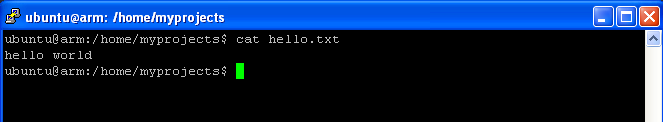 ubuntu@arm: /home/myprojects
ubuntu@arm:/home/myprojects$ cat hello.txt
hello world
ubuntu@arm:/home/myprojects$